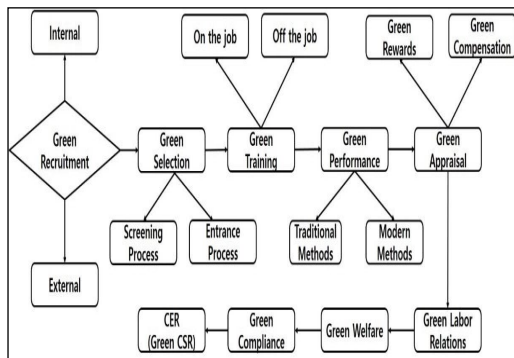 Internal
On the job
Off the job
Green
Rewards
Green
Compensation
Green
Recruitment
Green
Selection
Green
Training
Green
Performance
Green
Appraisal
Screening
Process
Entrance
Process
Traditional
Methods
Modern
Methods
External
CER
(Green CSR)
Green
Compliance
Green Welfare
Green Labor
Relations